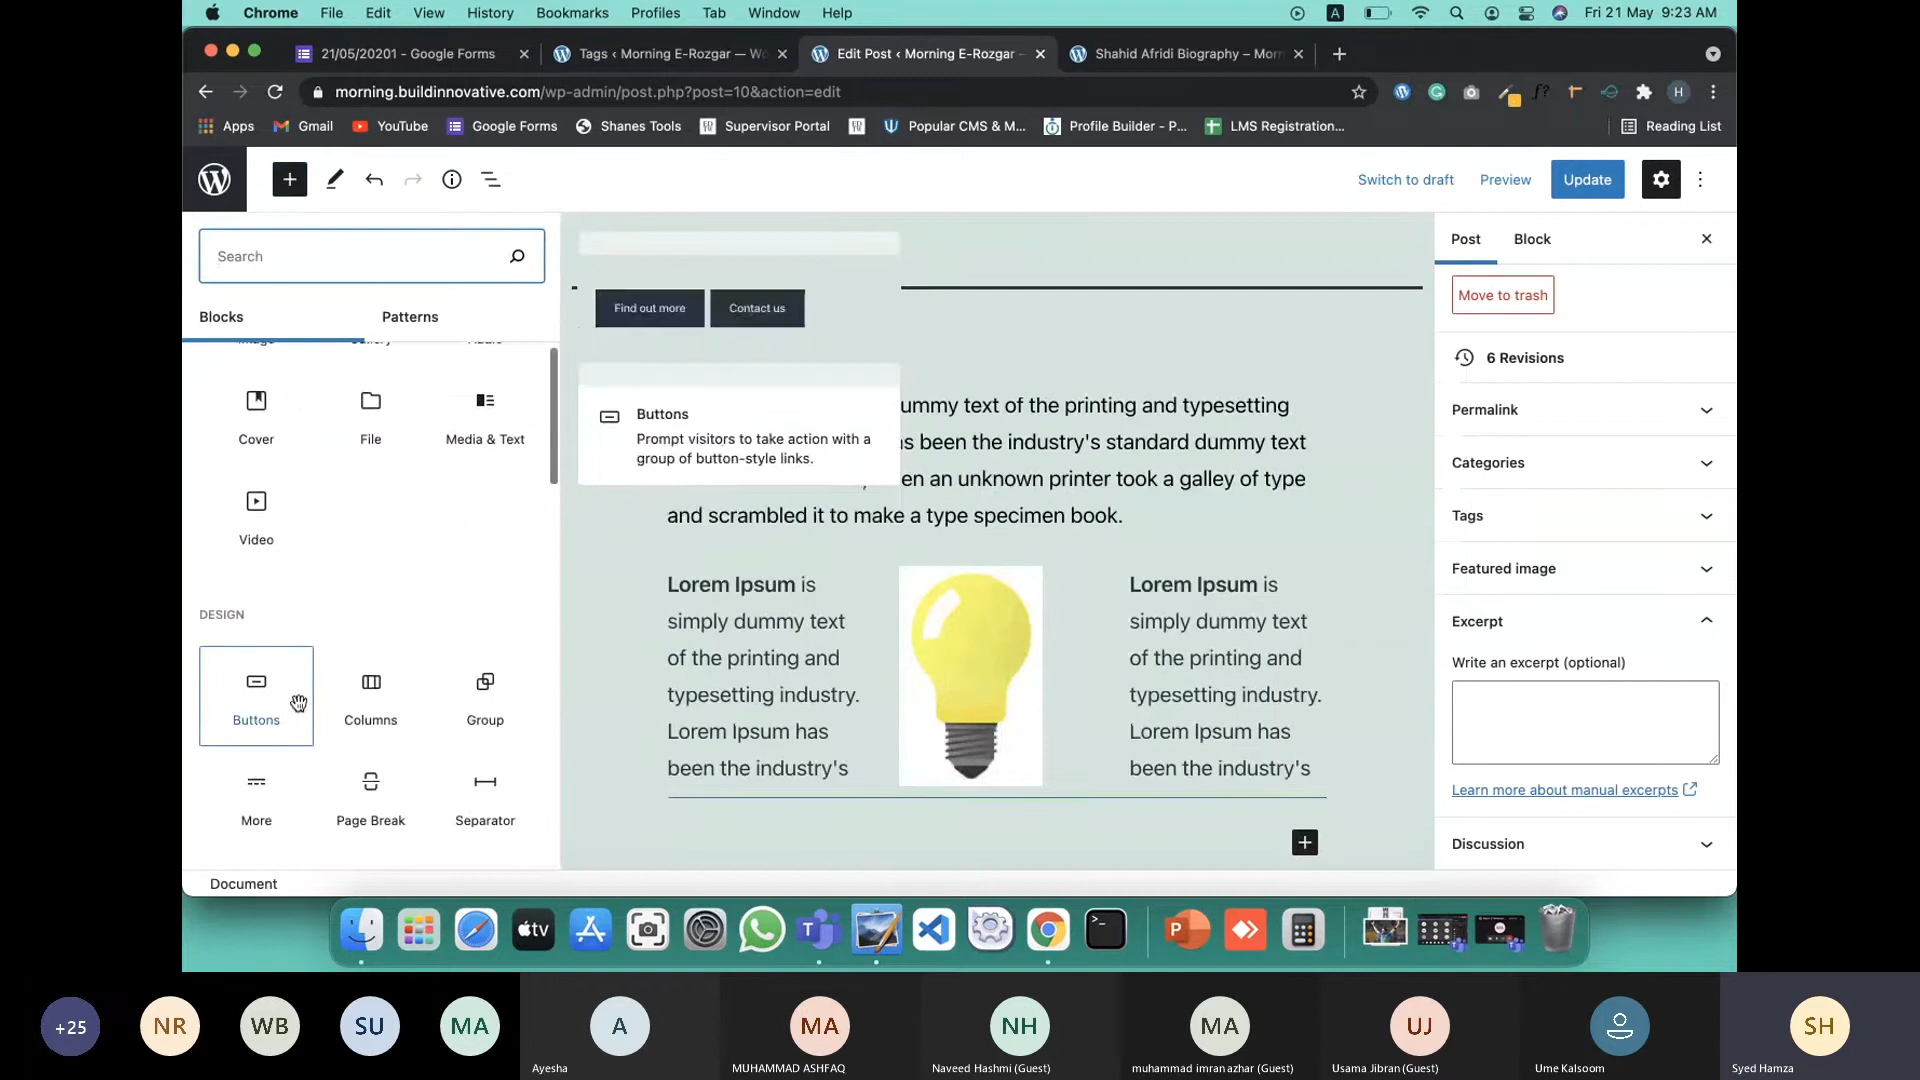 Chrome File Edit View History Bookmarks Profiles Tab Window Help
A
Fri 21 May 9:23 AM
21/05/20201 - Google Forms
Tags ‹ Morning E-Rozgar — Wo
Edit Post ‹ Morning E-Rozgar –
Shahid Afridi Biography – Morn
morning.buildinnovative.com/wp-admin/post.php?post=10&action=edit
f?
H
Apps Gmail YouTube Google Forms Shanes Tools Supervisor Portal Popular CMS & M... Profile Builder - P... LMS Registration... Reading List
Switch to draft Preview Update
Search
Blocks Patterns
Cover File Media & Text
Video
DESIGN
Buttons Columns Group
More Page Break Separator
Document
Find out more Contact us
Buttons
Prompt visitors to take action with a
group of button-style links.
ummy text of the printing and typesetting
s been the industry's standard dummy text
en an unknown printer took a galley of type
and scrambled it to make a type specimen book.
Lorem Ipsum is
simply dummy text
of the printing and
typesetting industry.
Lorem Ipsum has
been the industry's
Lorem Ipsum is
simply dummy text
of the printing and
typesetting industry.
Lorem Ipsum has
been the industry's
Post Block
Move to trash
6 Revisions
Permalink
Categories
Tags
Featured image
Excerpt
Write an excerpt (optional)
Learn more about manual excerpts
Discussion
tv
T
P
+25 NR WB SU MA A MA NH MA UJ SH
Ayesha MUHAMMAD ASHFAQ Naveed Hashmi (Guest) muhammad imran azhar (Guest) Usama Jibran (Guest) Ume Kalsoom Syed Hamza